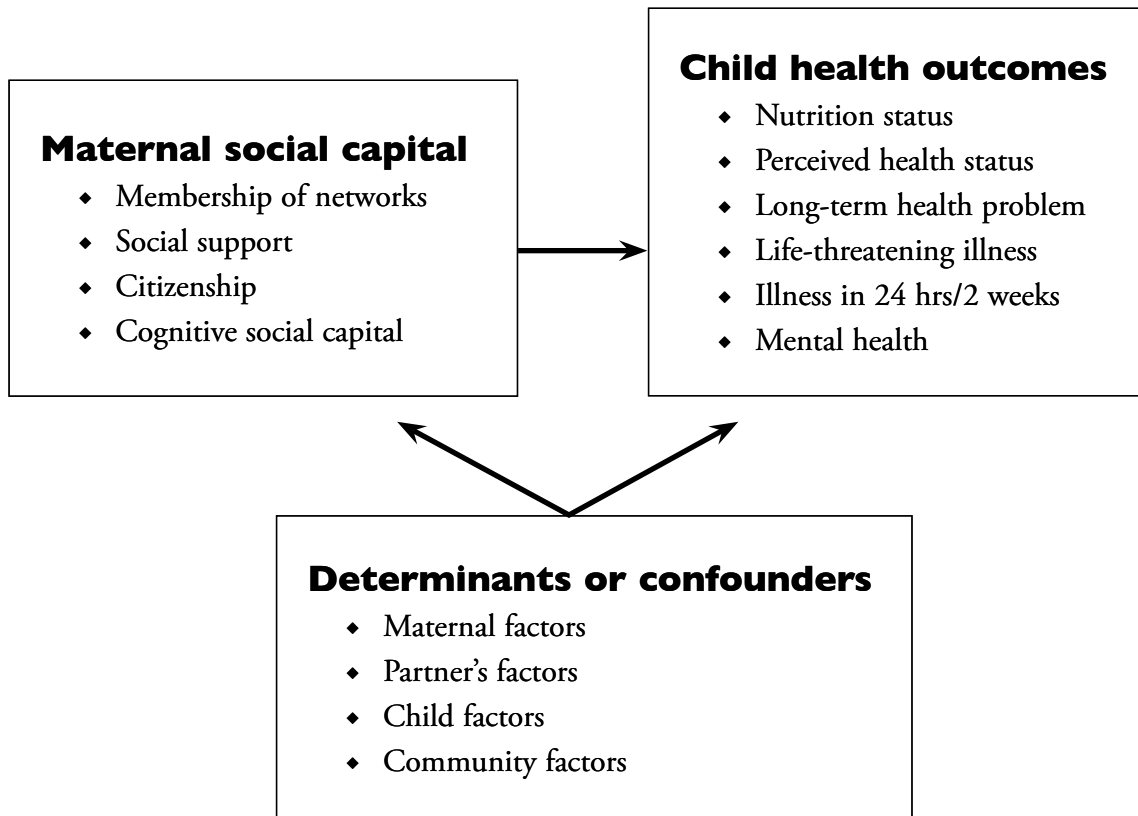 Maternal social capital
◆ Membership of networks
◆ Social support
◆ Citizenship
◆ Cognitive social capital
Child health outcomes
◆ Nutrition status
◆ Perceived health status
◆ Long-term health problem
◆ Life-threatening illness
◆ Illness in 24 hrs/2 weeks
◆ Mental health
Determinants or confounders
◆ Maternal factors
◆ Partner’s factors
◆ Child factors
◆ Community factors